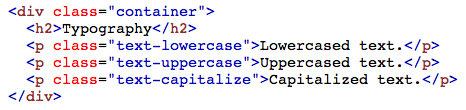 <div class="container">
  <h2>Typography</h2>
  <p class="text-lowercase">Lowercased text.</p>
  <p class="text-uppercase">Uppercased text.</p>
  <p class="text-capitalize">Capitalized text.</p>
</div>